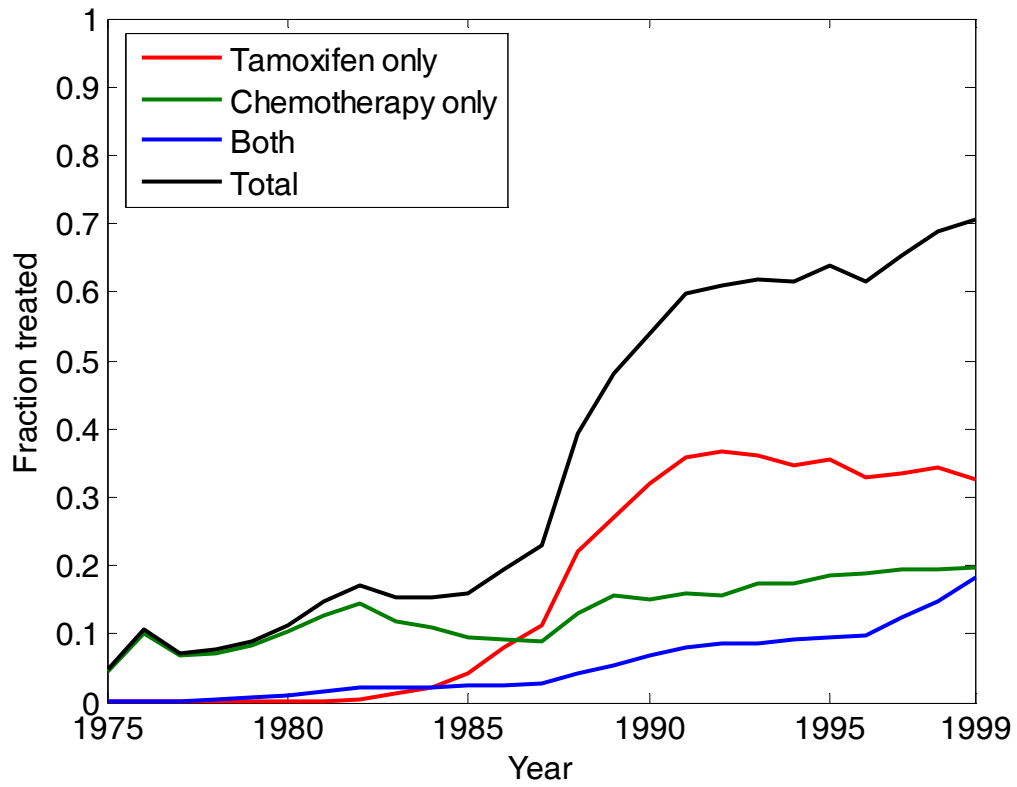 1
0.9
0.8
0.7
0.6
0.5
0.4
0.3
0.2
0.1
0
Fraction treated
Tamoxifen only
Chemotherapy only
Both
Total
1975 1980 1985 1990 1995 1999
Year